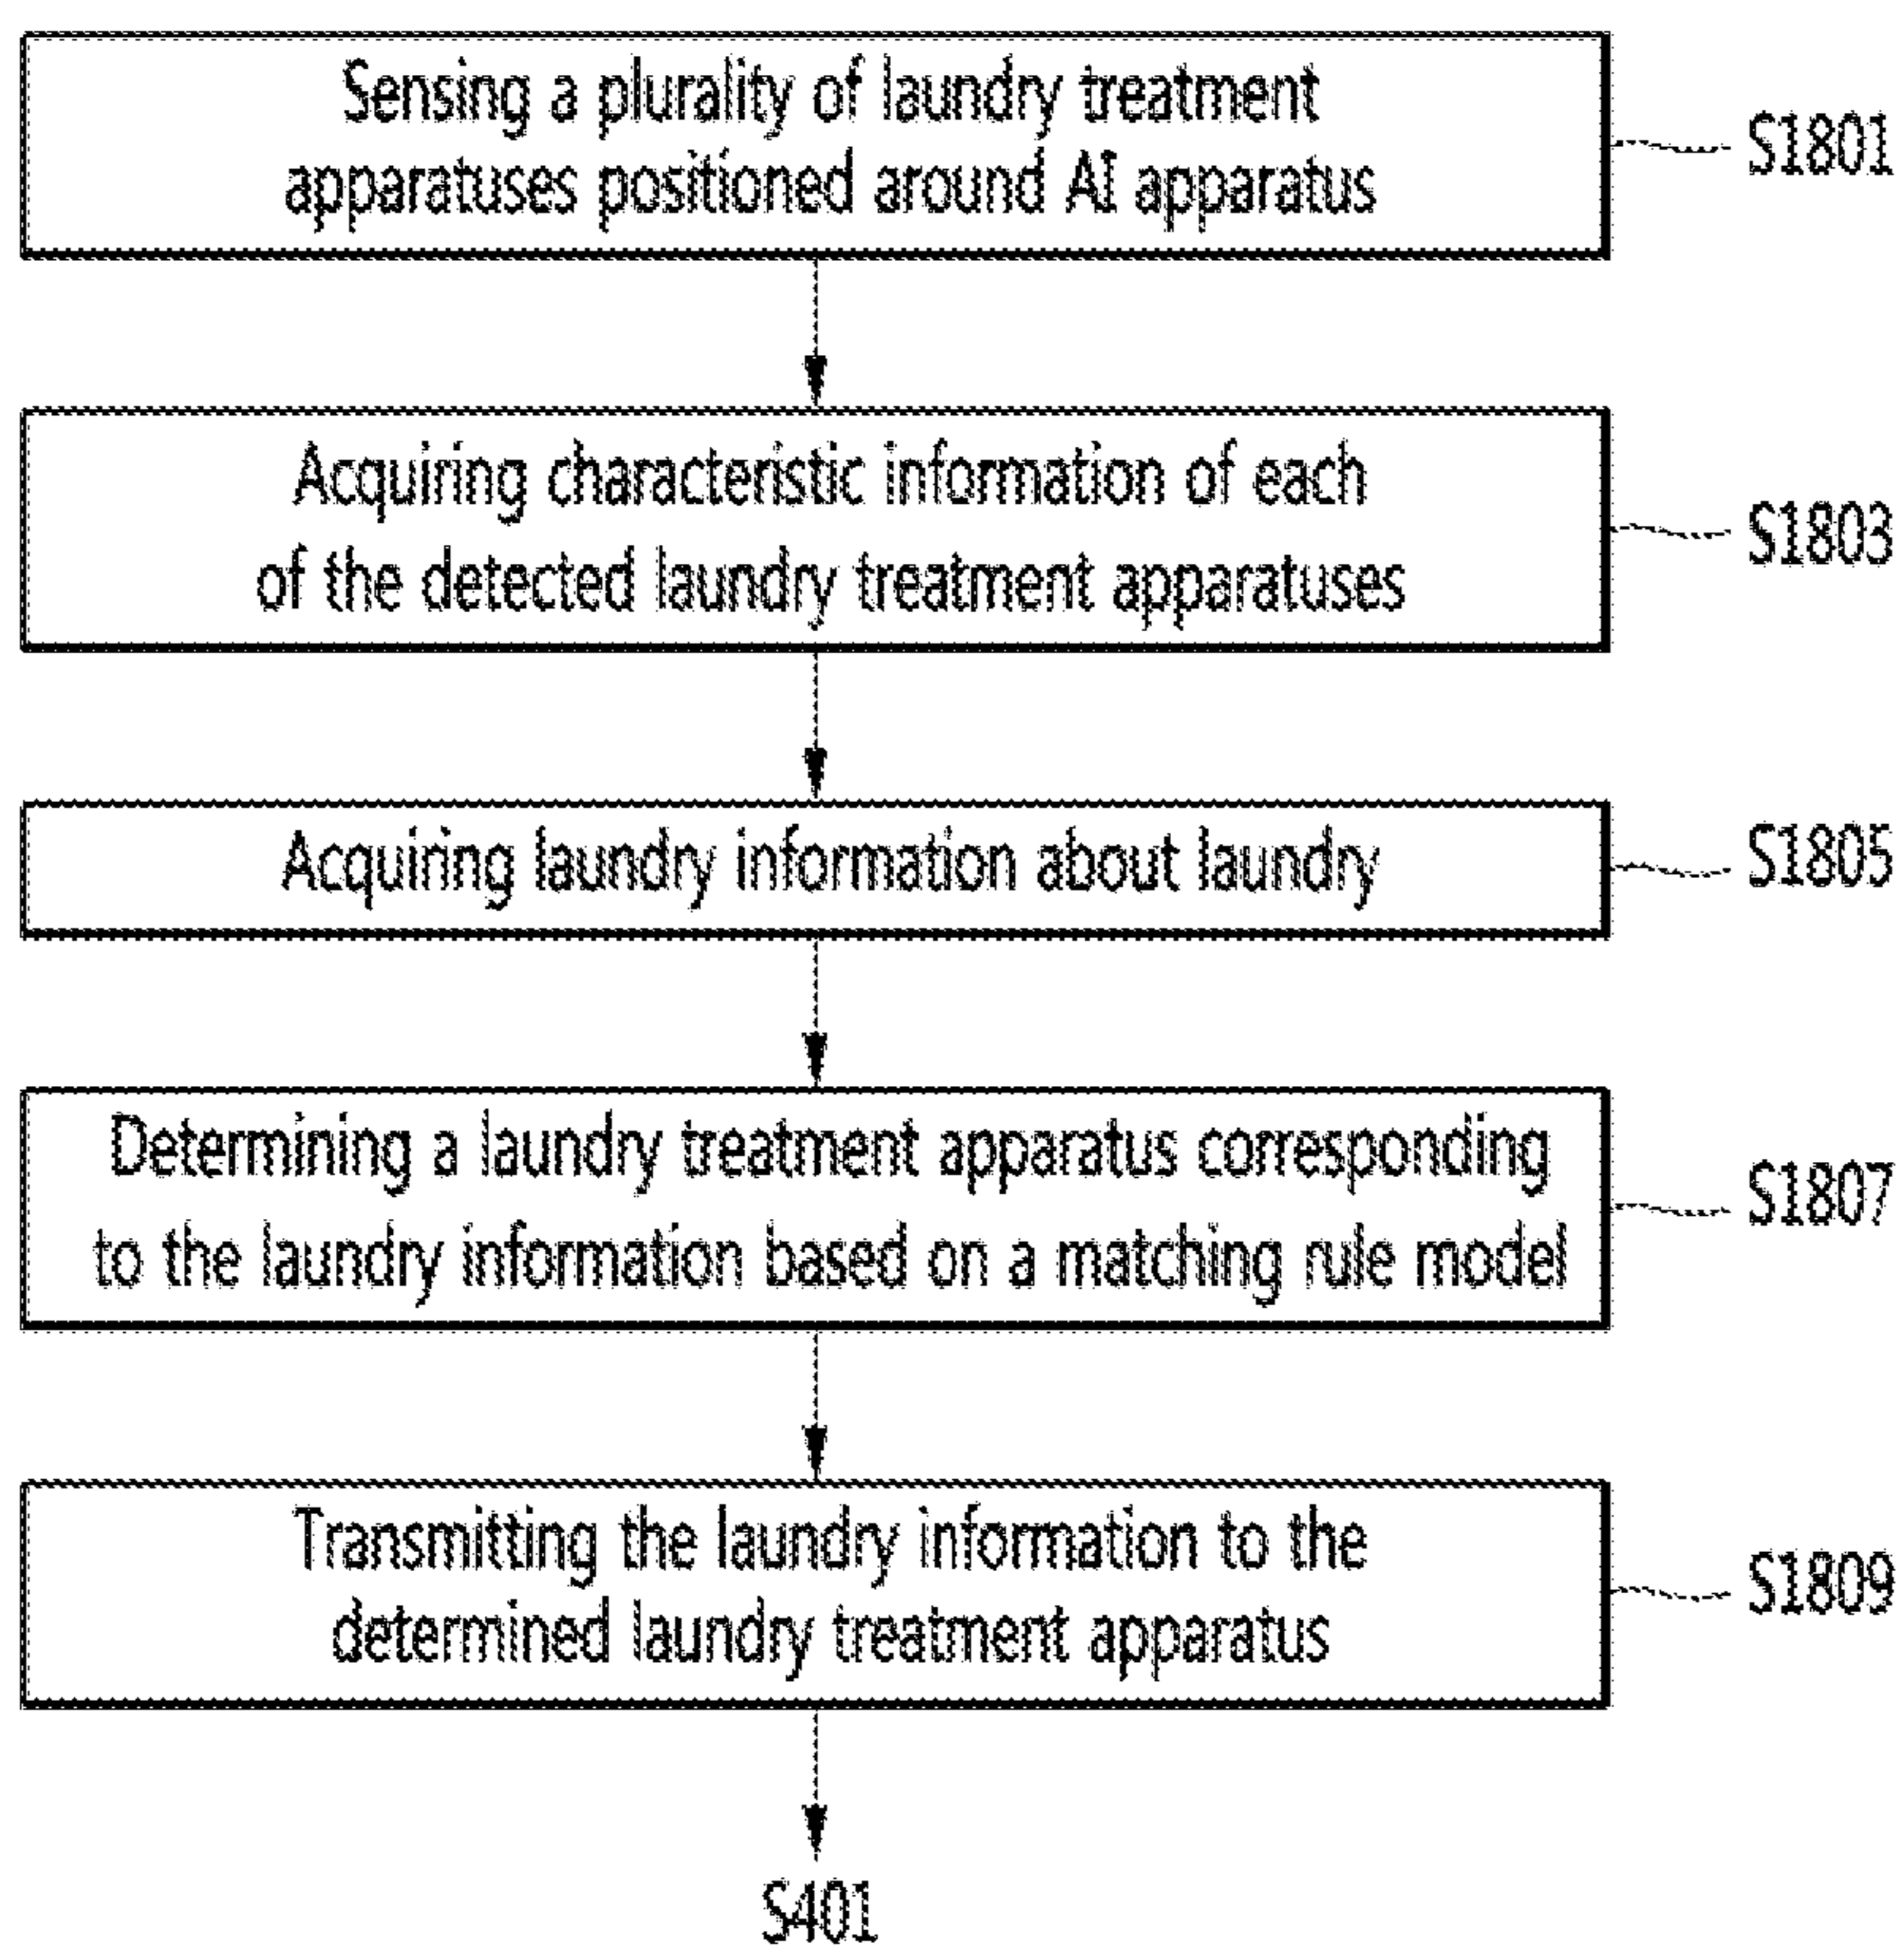 Sensing a plurality of laundry treatment
apparatuses positioned around AI apparatus
S1801
Acquiring characteristic information of each
of the detected laundry treatment apparatuses
S1803
Acquiring laundry information about laundry
S1805
Determining a laundry treatment apparatus corresponding
to the laundry information based on a matching rule model
S1807
Transmitting the laundry information to the
determined laundry treatment apparatus
S1809
S401